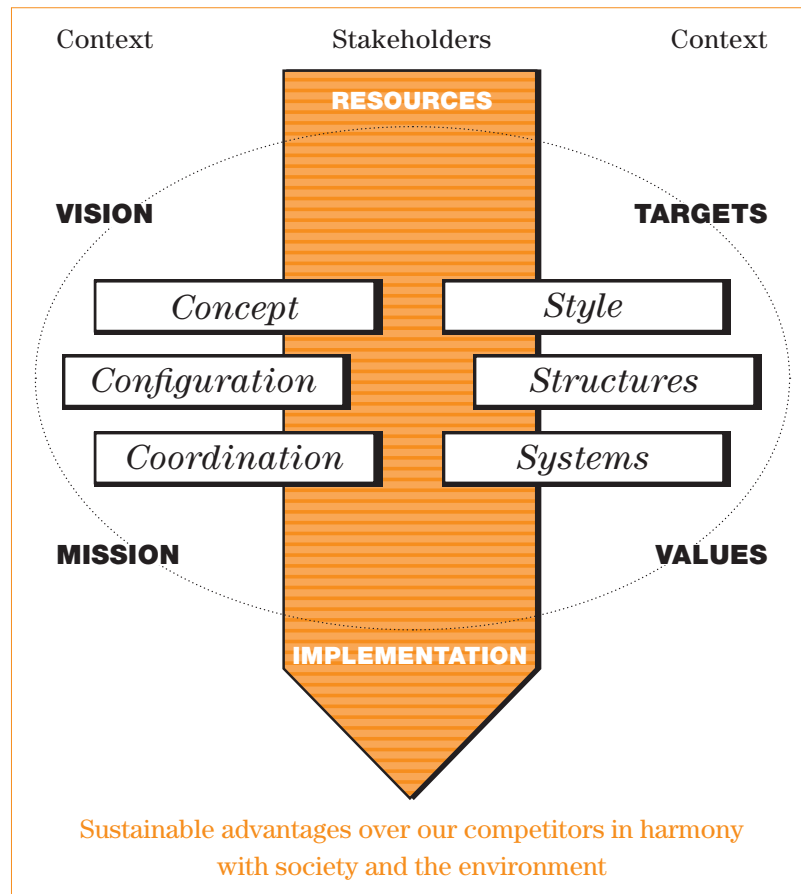 Context Stakeholders Context
RESOURCES
VISION TARGETS
Concept Style
Configuration Structures
Coordination Systems
MISSION VALUES
IMPLEMENTATION
Sustainable advantages over our competitors in harmony
with society and the environment